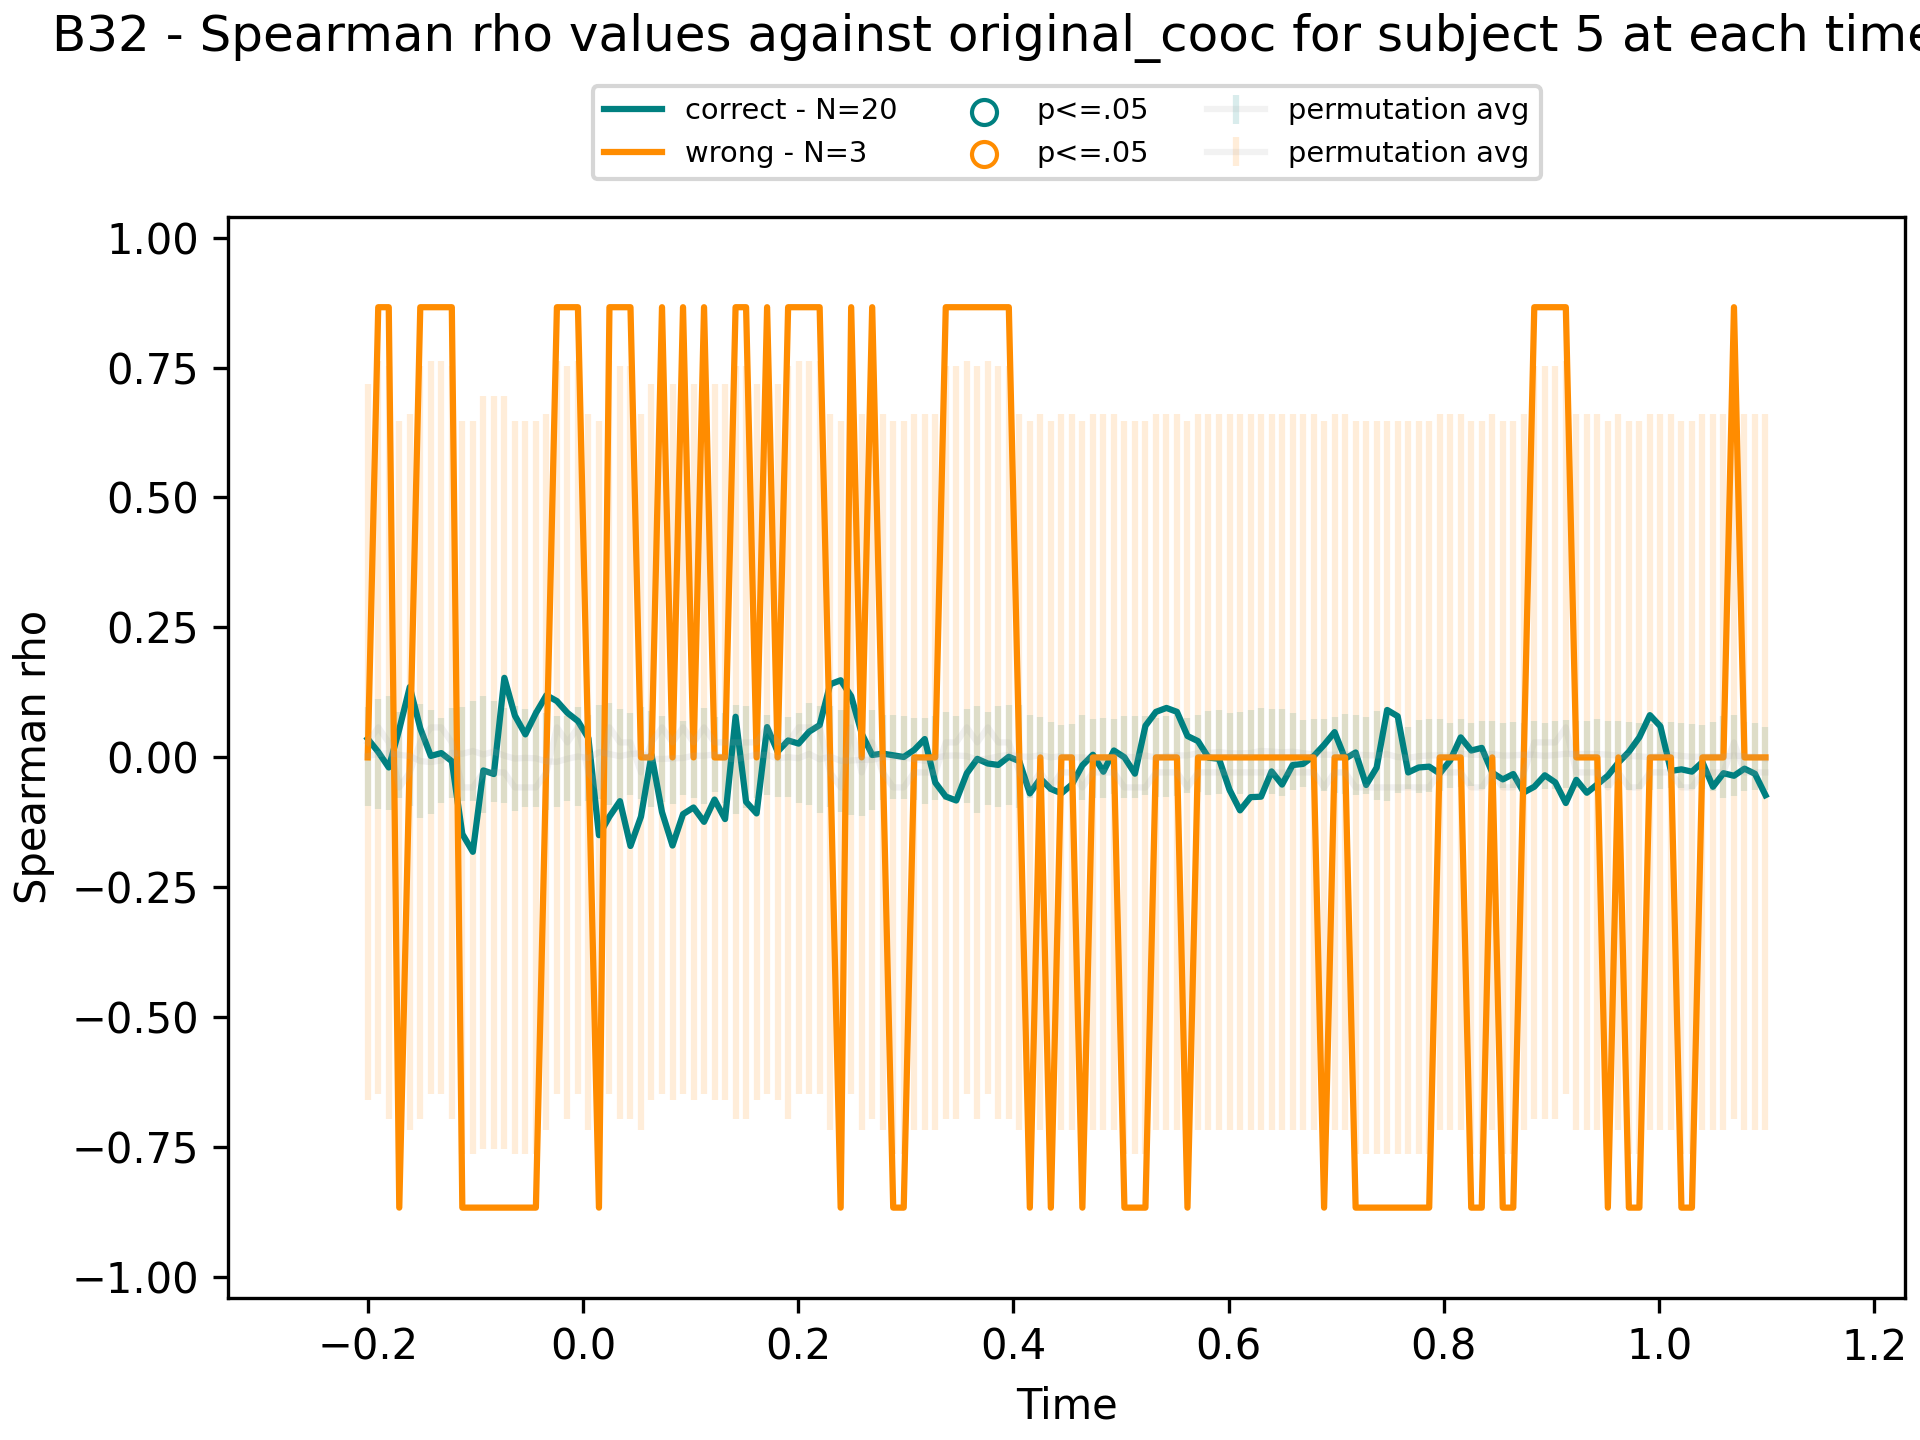 B32 - Spearman rho values against original_cooc for subject 5 at each time
correct - N=20 p<=.05 permutation avg
wrong - N=3 p<=.05 permutation avg
1.00
0.75
0.50
0.25
0.00
−0.25
−0.50
−0.75
−1.00
Spearman rho
−0.2 0.0 0.2 0.4 0.6 0.8 1.0 1.2
Time